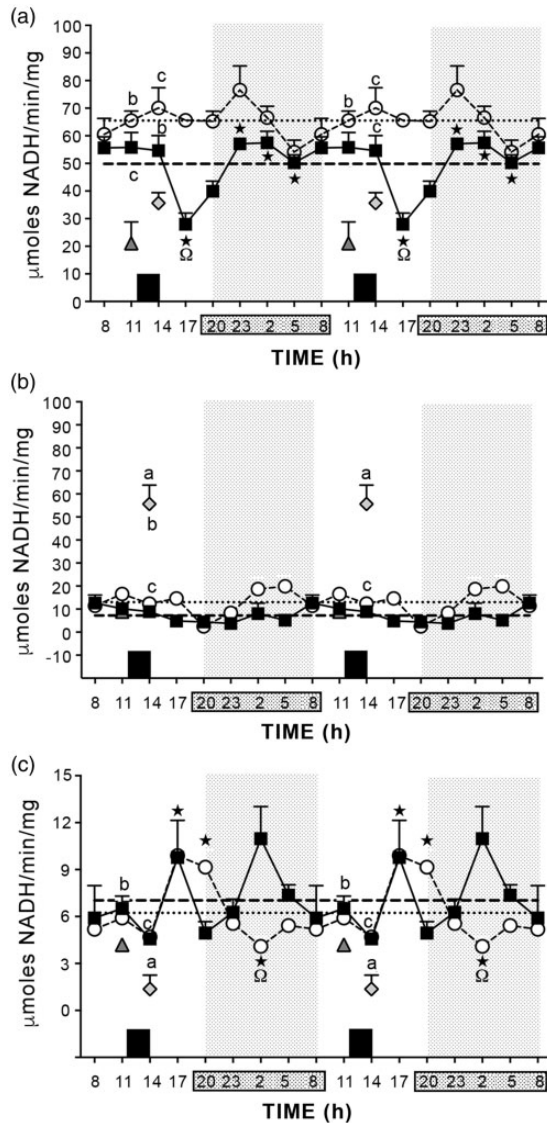 (a)
μmoles NADH/min/mg
100
90
80
70
60
50
40
30
20
10
0
b c b c
b c
c
★ ★ ★ ★ ★ ★
★ ★
Ω Ω
8 11 14 17 20 23 2 5 8 11 14 17 20 23 2 5 8
TIME (h)
(b)
μmoles NADH/min/mg
100
90
80
70
60
50
40
30
20
10
0
-10
a a
b
c c
8 11 14 17 20 23 2 5 8 11 14 17 20 23 2 5 8
TIME (h)
(c)
μmoles NADH/min/mg
15
12
9
6
4
0
★ ★ ★ ★
b b
c c
a a
★ ★
Ω Ω
8 11 14 17 20 23 2 5 8 11 14 17 20 23 2 5 8
TIME (h)